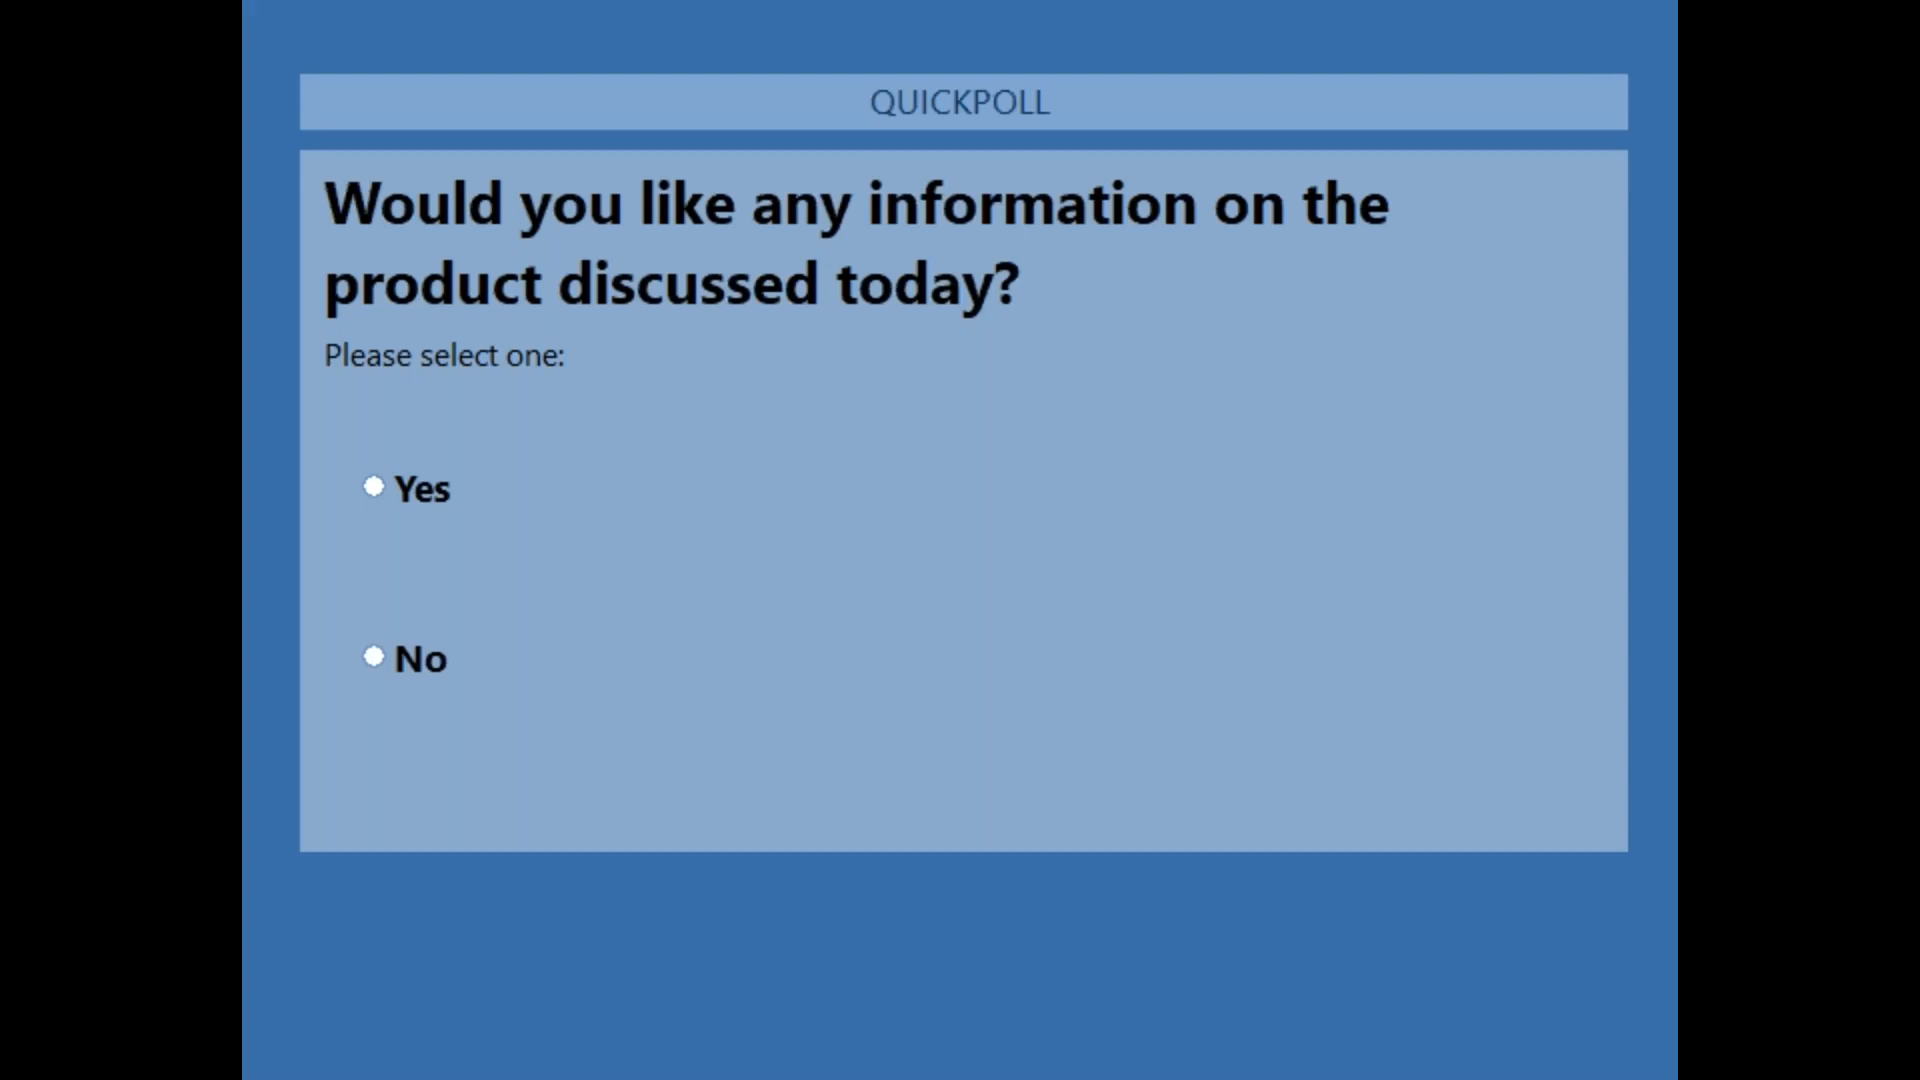 QUICKPOLL
Would you like any information on the
product discussed today?
Please select one:
Yes
No